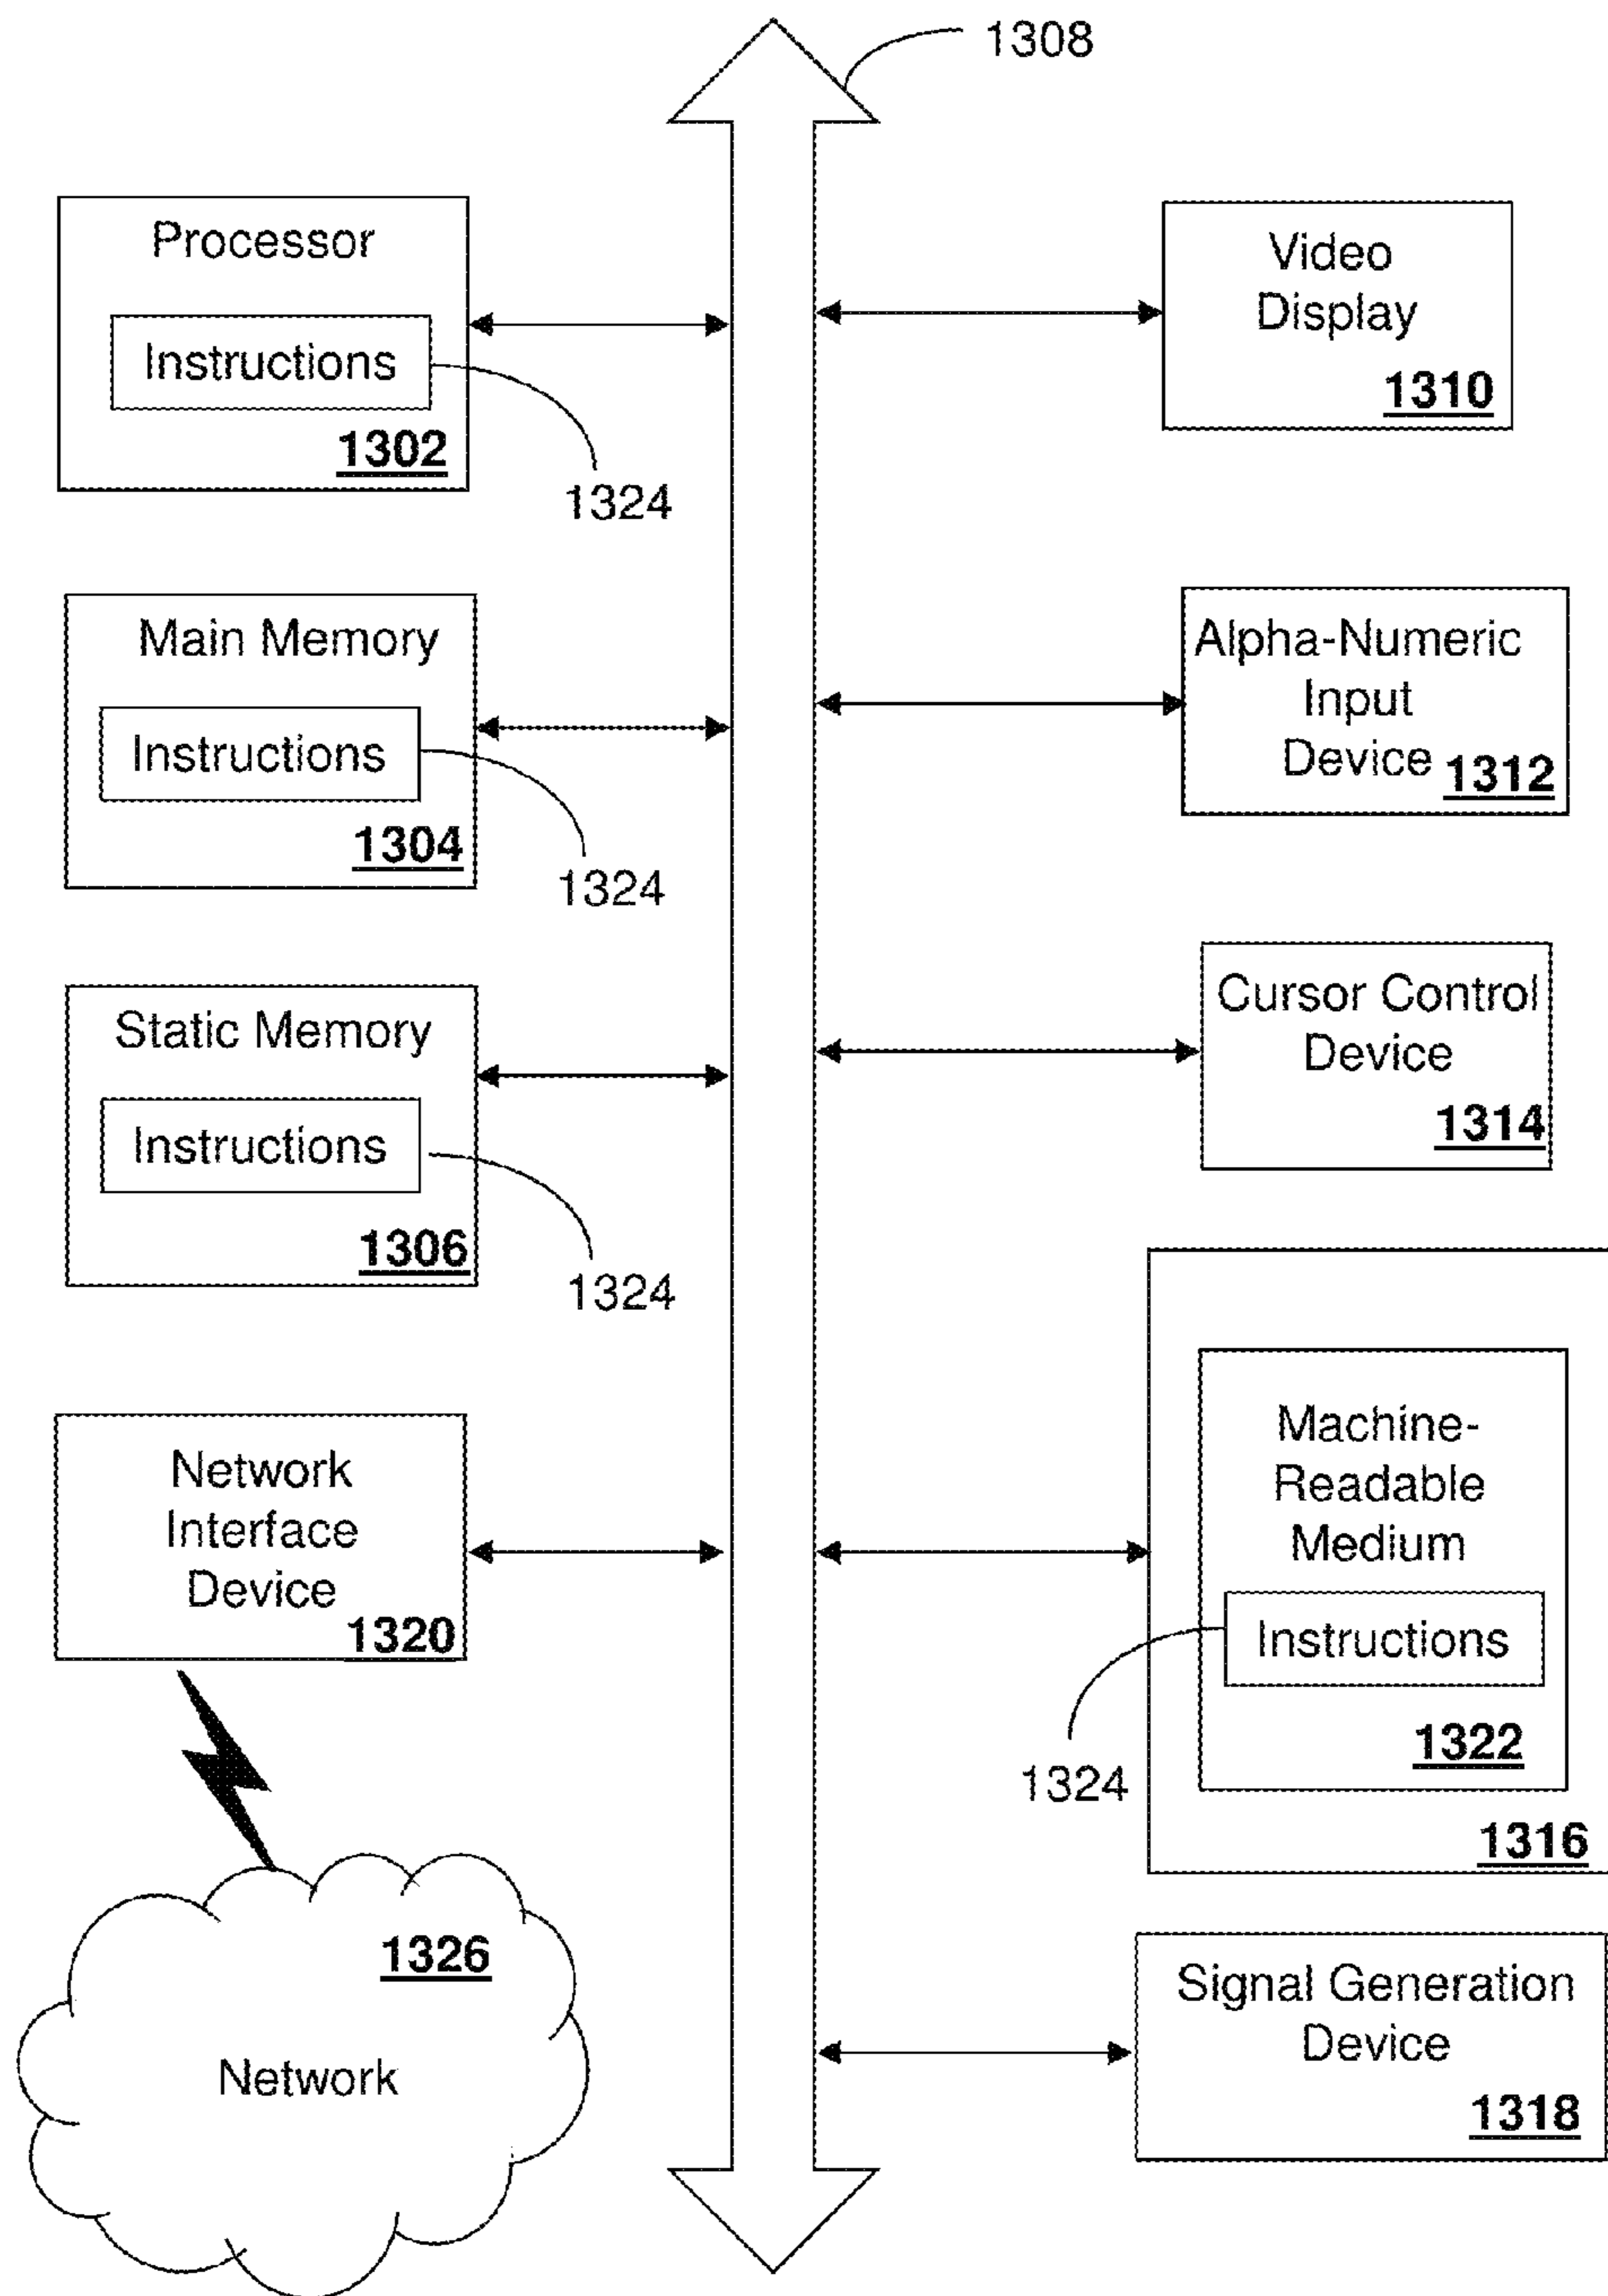 1308
Processor
Instructions
1302
1324
Main Memory
Instructions
1304
1324
Static Memory
Instructions
1306
1324
Network
Interface
Device
1320
1326
Network
Video
Display
1310
Alpha-Numeric
Input
Device 1312
Cursor Control
Device
1314
Machine-
Readable
Medium
Instructions
1322
1324
1316
Signal Generation
Device
1318